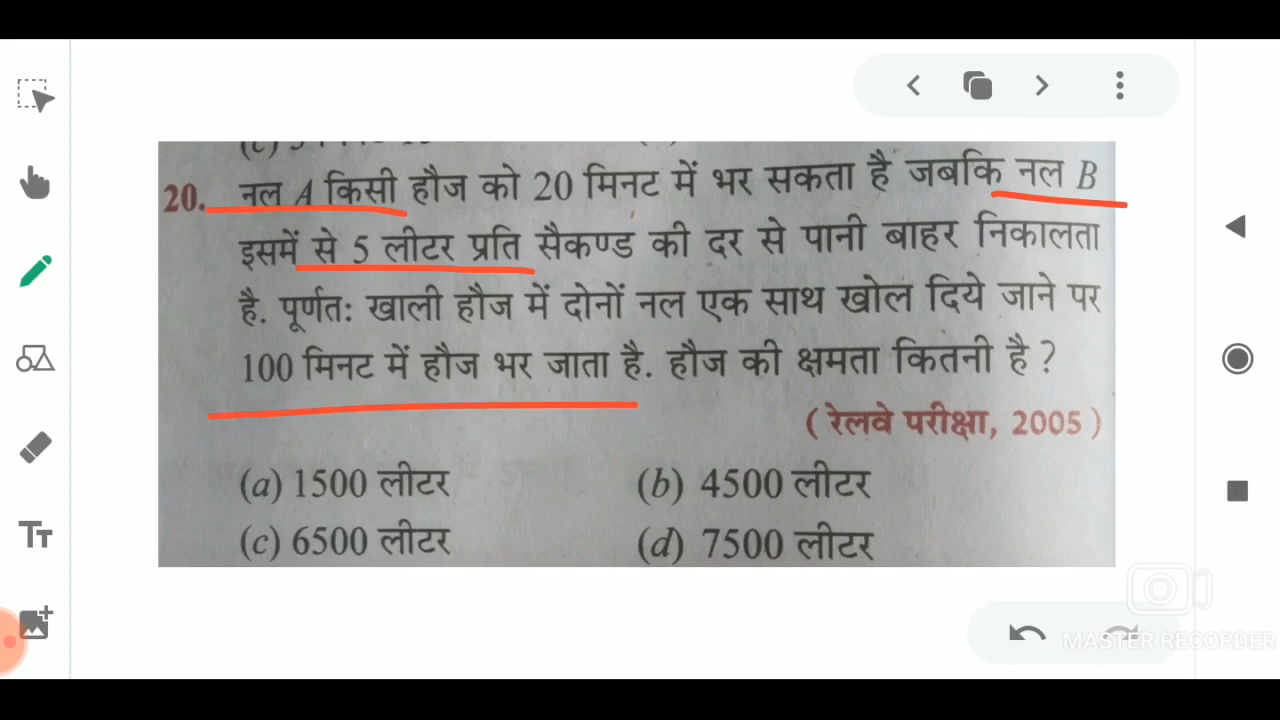 20. नल A किसी हौज को 20 मिनट में भर सकता है जबकि नल B
इसमें से 5 लीटर प्रति सैकण्ड की दर से पानी बाहर निकालता
है. पूर्णत: खाली हौज में दोनों नल एक साथ खोल दिये जाने पर
100 मिनट में हौज भर जाता है. हौज की क्षमता कितनी है ?
( रेलवे परीक्षा, 2005 )
(a) 1500 लीटर (b) 4500 लीटर
(c) 6500 लीटर (d) 7500 लीटर
TT
MASTER RECORDER